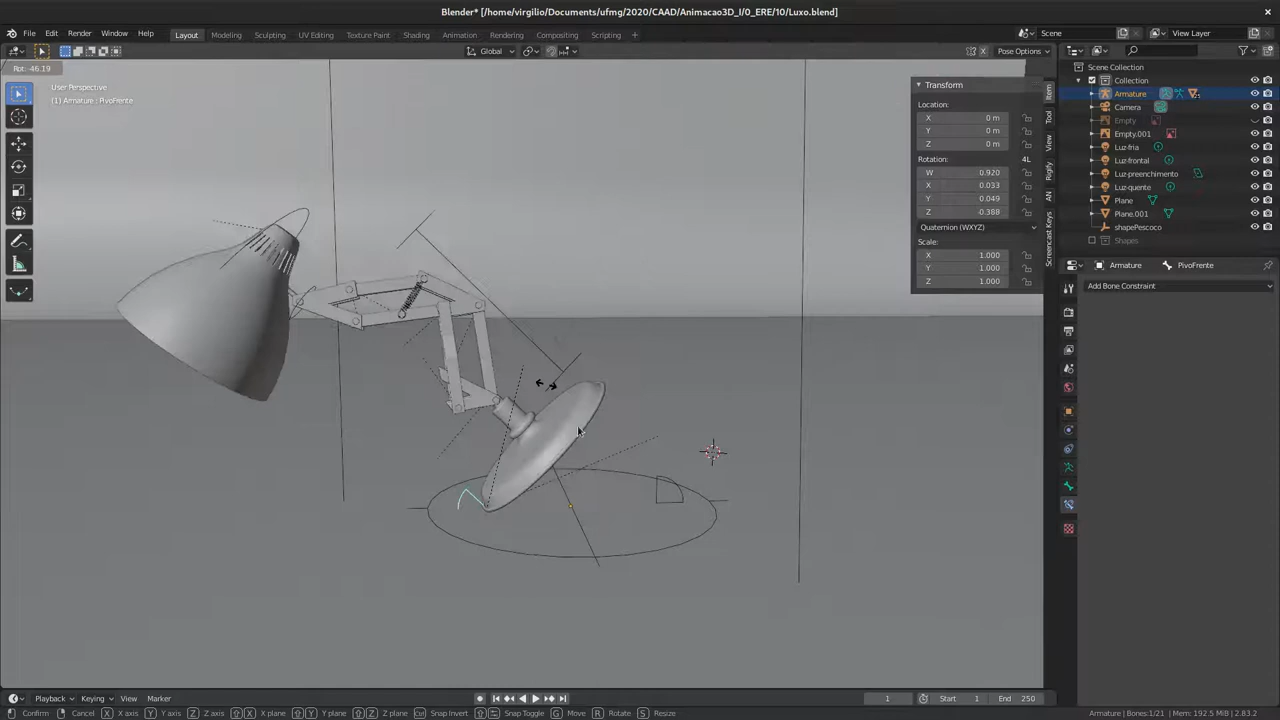 Blender* [/home/virgilio/Documents/ufmg/2020/CAAD/Animacao3D_I/0_ERE/10/Luxo.blend]
File Edit Render Window Help Layout Modeling Sculpting UV Editing Texture Paint Shading Animation Rendering Compositing Scripting + Scene View Layer
Global Pose Options
Rot: -46.19
User Perspective
(1) Armature : PivoFrente
Transform
Location:
X 0 m
Y 0 m
Z 0 m
Rotation: 4L
W 0.920
X 0.033
Y 0.049
Z -0.388
Quaternion (WXYZ)
Scale:
X 1.000
Y 1.000
Z 1.000
Item
Tool
View
Rigify
AN
Screencast Keys
Scene Collection
Collection
Armature
Camera
Empty
Empty.001
Luz-fria
Luz-frontal
Luz-preenchimento
Luz-quente
Plane
Plane.001
shapePescoco
Shapes
Armature PivoFrente
Add Bone Constraint
Playback Keying View Marker 1 Start 1 End 250
Confirm Cancel X X axis Y Y axis Z Z axis X X plane Y Y plane Z Z plane Ctrl Snap Invert Snap Toggle G Move R Rotate S Resize Armature | Bones:1/21 | Mem: 192.5 MiB | 2.83.2